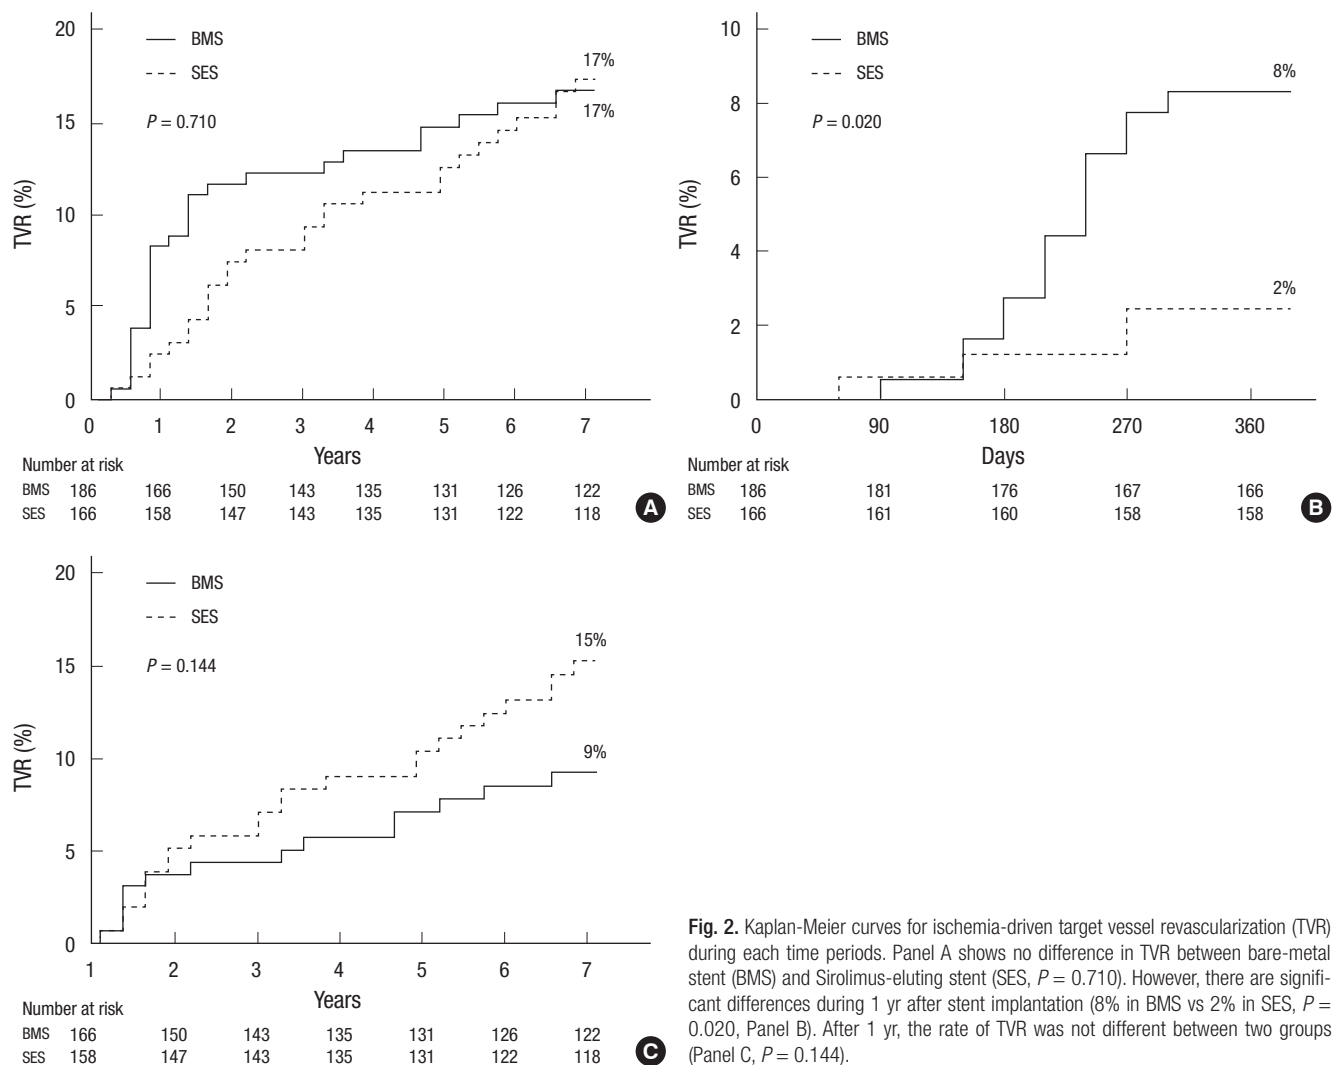 20
15
10
5
0
TVR (%)
BMS
SES
P = 0.710
17%
17%
0 1 2 3 4 5 6 7
Years
Number at risk
BMS 186 166 150 143 135 131 126 122
SES 166 158 147 143 135 131 122 118
A
10
8
6
4
2
0
TVR (%)
BMS
SES
P = 0.020
8%
2%
0 90 180 270 360
Days
Number at risk
BMS 186 181 176 167 166
SES 166 161 160 158 158
B
20
15
10
5
0
TVR (%)
BMS
SES
P = 0.144
15%
9%
1 2 3 4 5 6 7
Years
Number at risk
BMS 166 150 143 135 131 126 122
SES 158 147 143 135 131 122 118
C
Fig. 2. Kaplan-Meier curves for ischemia-driven target vessel revascularization (TVR)
during each time periods. Panel A shows no difference in TVR between bare-metal
stent (BMS) and Sirolimus-eluting stent (SES, P = 0.710). However, there are signifi-
cant differences during 1 yr after stent implantation (8% in BMS vs 2% in SES, P =
0.020, Panel B). After 1 yr, the rate of TVR was not different between two groups
(Panel C, P = 0.144).